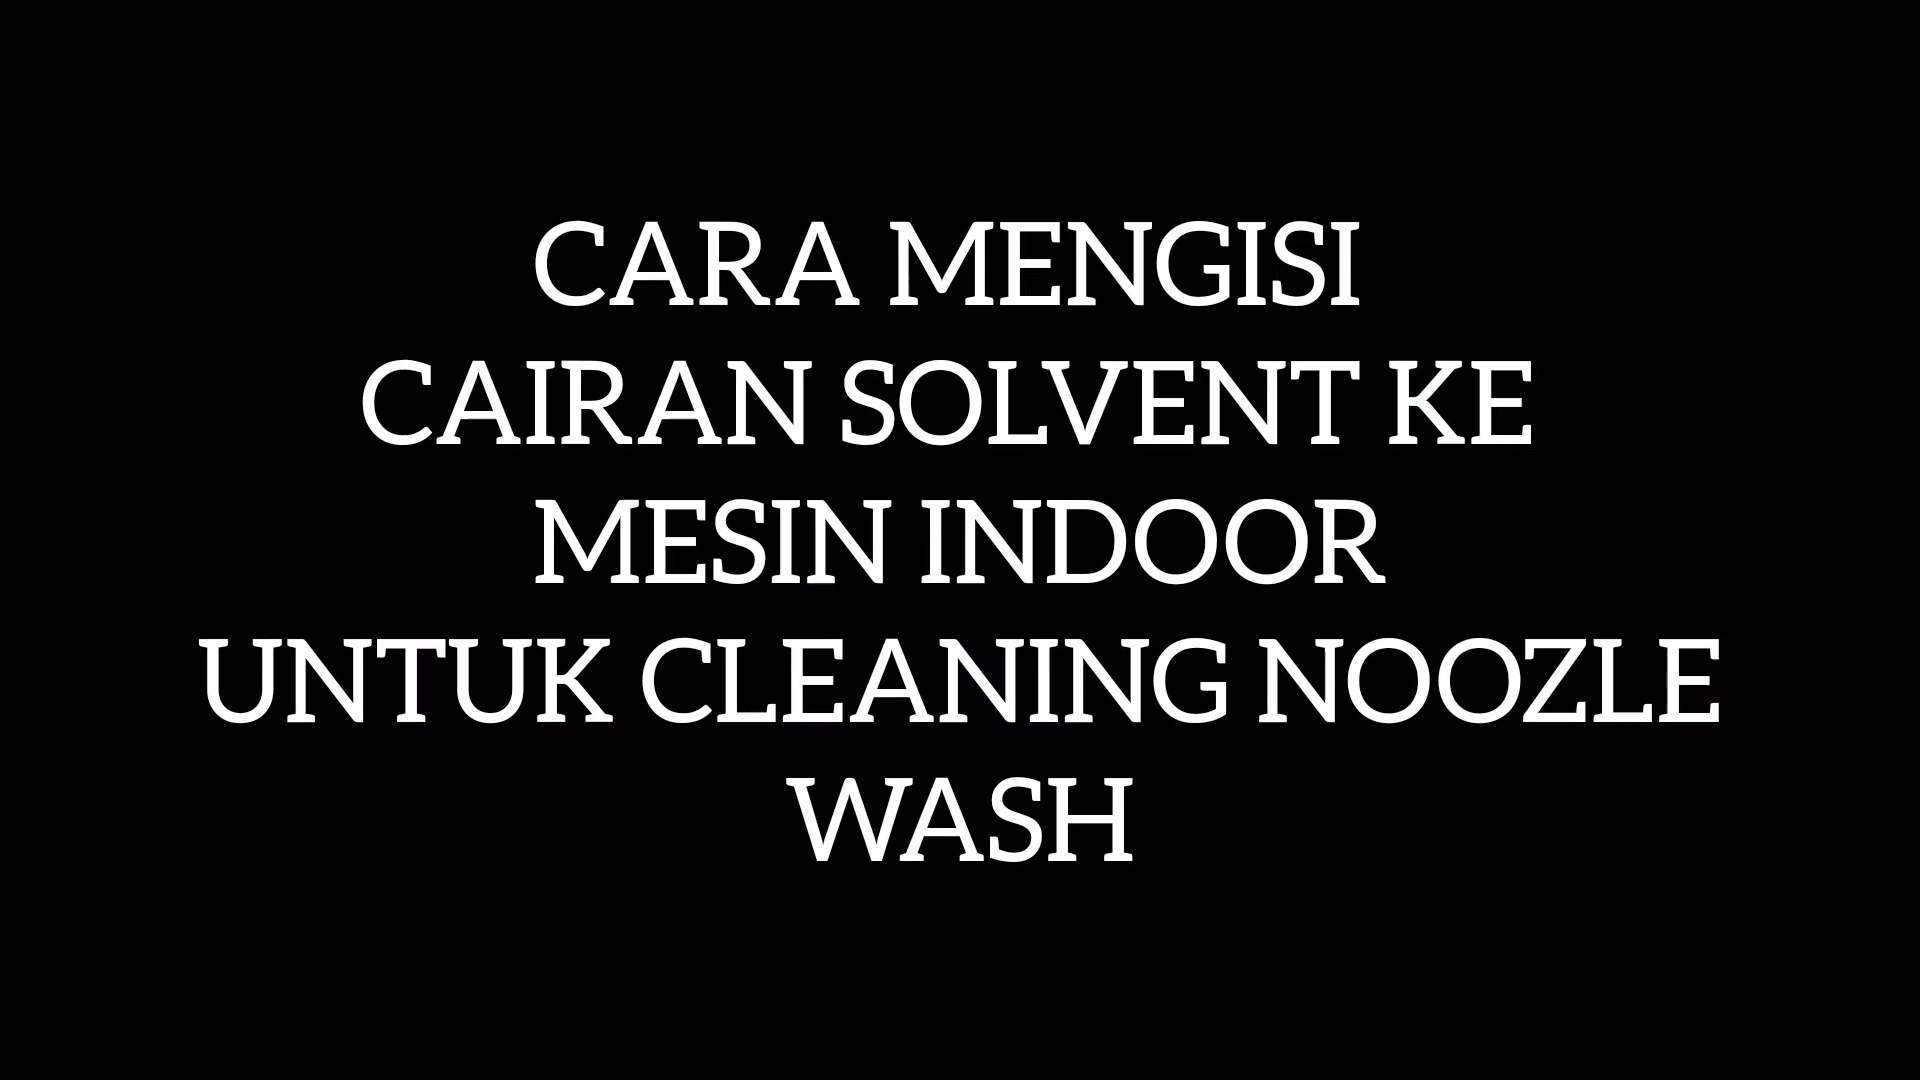 CARA MENGISI
CAIRAN SOLVENT KE
MESIN INDOOR
UNTUK CLEANING NOOZLE
WASH